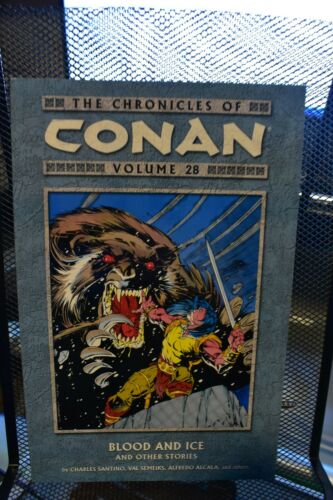 THE CHRONICLES OF
CONAN
VOLUME 28
BLOOD AND ICE
AND OTHER STORIES
by CHARLES SANTINO, VAL SEMEIKS, ALFREDO ALCALA, and others